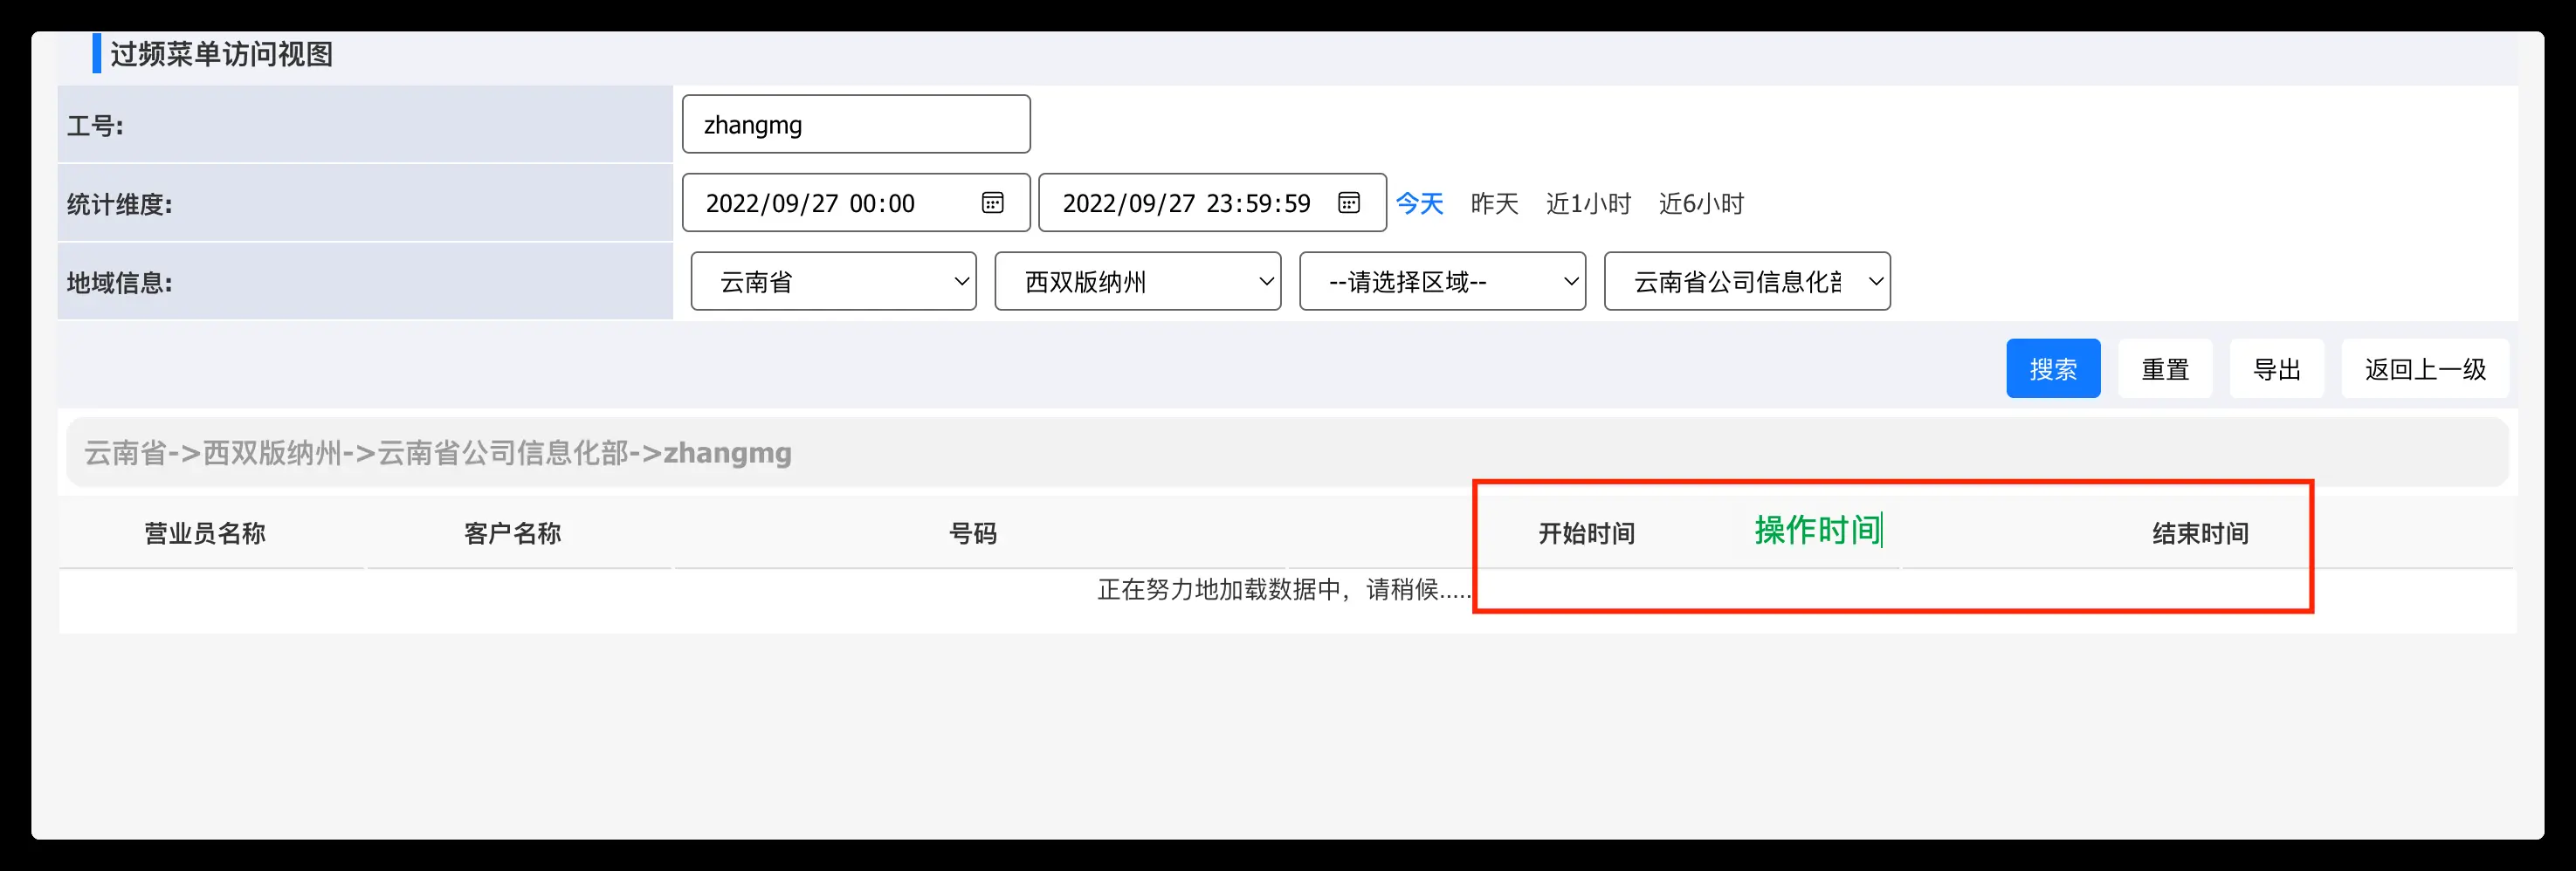 过频菜单访问视图
工号: zhangmg
统计维度: 2022/09/27 00:00 2022/09/27 23:59:59 今天 昨天 近1小时 近6小时
地域信息: 云南省 西双版纳州 --请选择区域-- 云南省公司信息化部
搜索 重置 导出 返回上一级
云南省->西双版纳州->云南省公司信息化部->zhangmg
营业员名称 客户名称 号码 开始时间 操作时间 结束时间
正在努力地加载数据中，请稍候.....